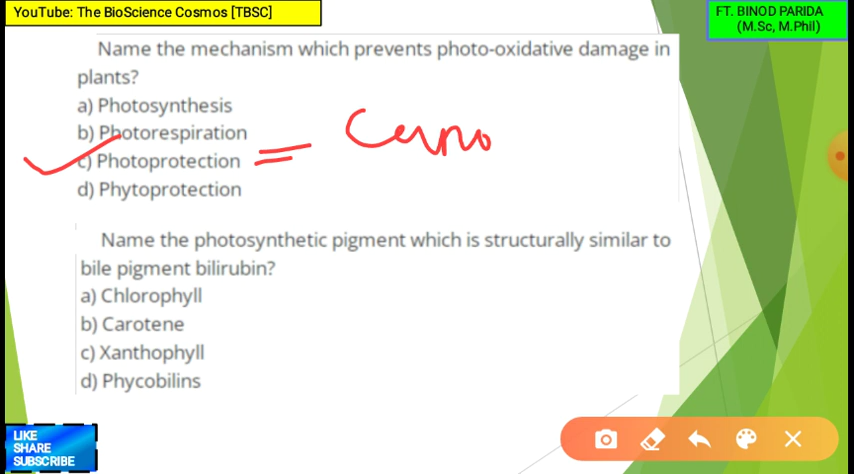 YouTube: The BioScience Cosmos [TBSC]
FT. BINOD PARIDA
(M.Sc, M.Phil)
Name the mechanism which prevents photo-oxidative damage in
plants?
a) Photosynthesis
b) Photorespiration
c) Photoprotection =
d) Phytoprotection
Name the photosynthetic pigment which is structurally similar to
bile pigment bilirubin?
a) Chlorophyll
b) Carotene
c) Xanthophyll
d) Phycobilins
LIKE
SHARE
SUBSCRIBE